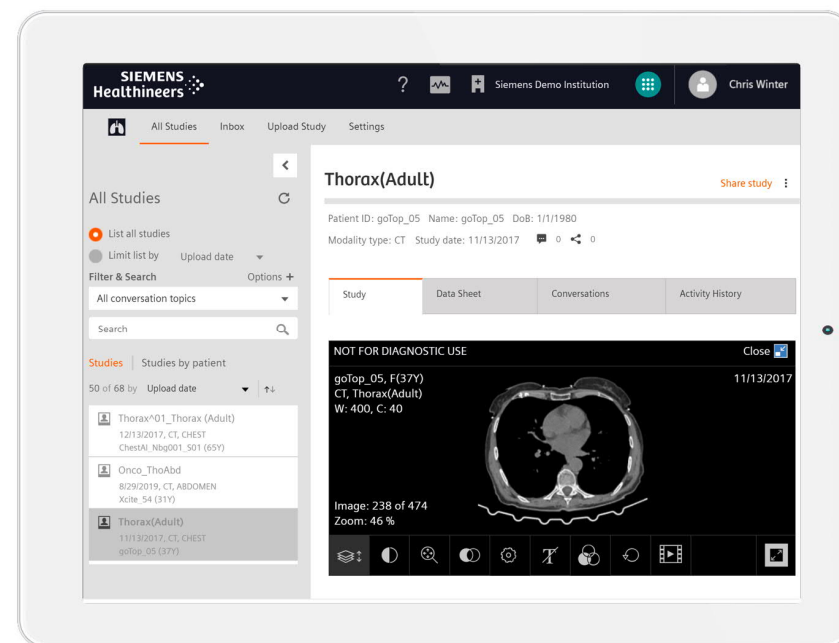 SIEMENS
Healthineers
?
Siemens Demo Institution
Chris Winter
All Studies Inbox Upload Study Settings
All Studies
List all studies
Limit list by Upload date
Filter & Search Options +
All conversation topics
Search
Studies | Studies by patient
50 of 68 by Upload date
Thorax^01_Thorax (Adult)
12/13/2017, CT, CHEST
ChestAI_Nbg001_S01 (65Y)
Onco_ThoAbd
8/29/2019, CT, ABDOMEN
Xcite_54 (31Y)
Thorax(Adult)
11/13/2017, CT, CHEST
goTop_05 (37Y)
Thorax(Adult)
Share study
Patient ID: goTop_05 Name: goTop_05 DoB: 1/1/1980
Modality type: CT Study date: 11/13/2017 0 0
Study Data Sheet Conversations Activity History
NOT FOR DIAGNOSTIC USE Close
goTop_05, F(37Y) 11/13/2017
CT, Thorax(Adult)
W: 400, C: 40
Image: 238 of 474
Zoom: 46 %
T